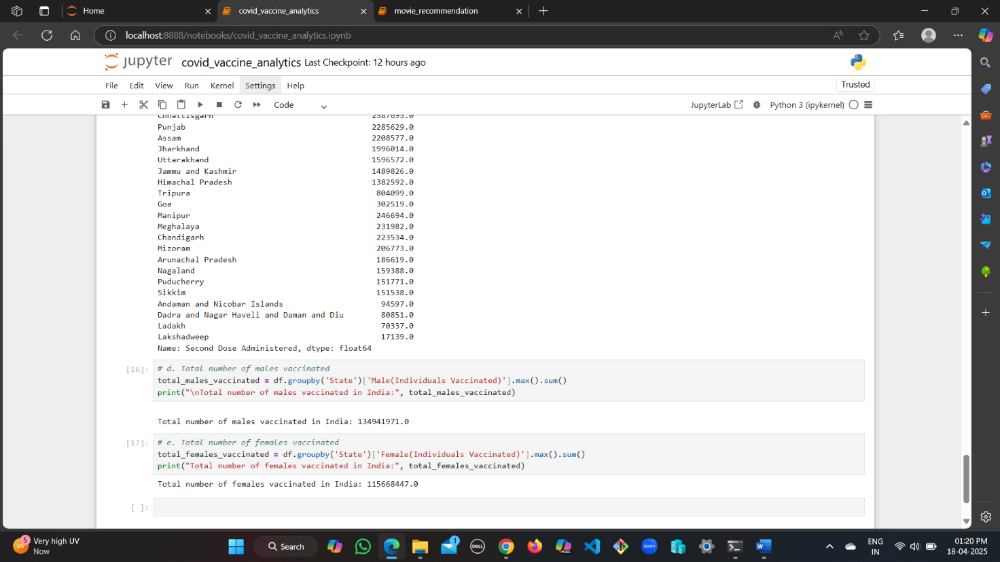 Home
covid_vaccine_analytics
movie_recommendation
localhost:8888/notebooks/covid_vaccine_analytics.ipynb
jupyter covid_vaccine_analytics Last Checkpoint: 12 hours ago
File Edit View Run Kernel Settings Help
Trusted
Code
JupyterLab
Python 3 (ipykernel)
Chhattisgarh 2587695.0
Punjab 2285629.0
Assam 2208577.0
Jharkhand 1996014.0
Uttarakhand 1596572.0
Jammu and Kashmir 1489826.0
Himachal Pradesh 1382592.0
Tripura 804099.0
Goa 302519.0
Manipur 246694.0
Meghalaya 231982.0
Chandigarh 223534.0
Mizoram 206773.0
Arunachal Pradesh 186619.0
Nagaland 159388.0
Puducherry 151771.0
Sikkim 151538.0
Andaman and Nicobar Islands 94597.0
Dadra and Nagar Haveli and Daman and Diu 80851.0
Ladakh 70337.0
Lakshadweep 17139.0
Name: Second Dose Administered, dtype: float64
[16]: # d. Total number of males vaccinated
total_males_vaccinated = df.groupby('State')['Male(Individuals Vaccinated)'].max().sum()
print("\nTotal number of males vaccinated in India:", total_males_vaccinated)
Total number of males vaccinated in India: 134941971.0
[17]: # e. Total number of females vaccinated
total_females_vaccinated = df.groupby('State')['Female(Individuals Vaccinated)'].max().sum()
print("Total number of females vaccinated in India:", total_females_vaccinated)
Total number of females vaccinated in India: 115668447.0
[ ]:
UV 5
Very high UV
Now
Search
1
DELL
M365
zoom
ENG
IN
01:20 PM
18-04-2025